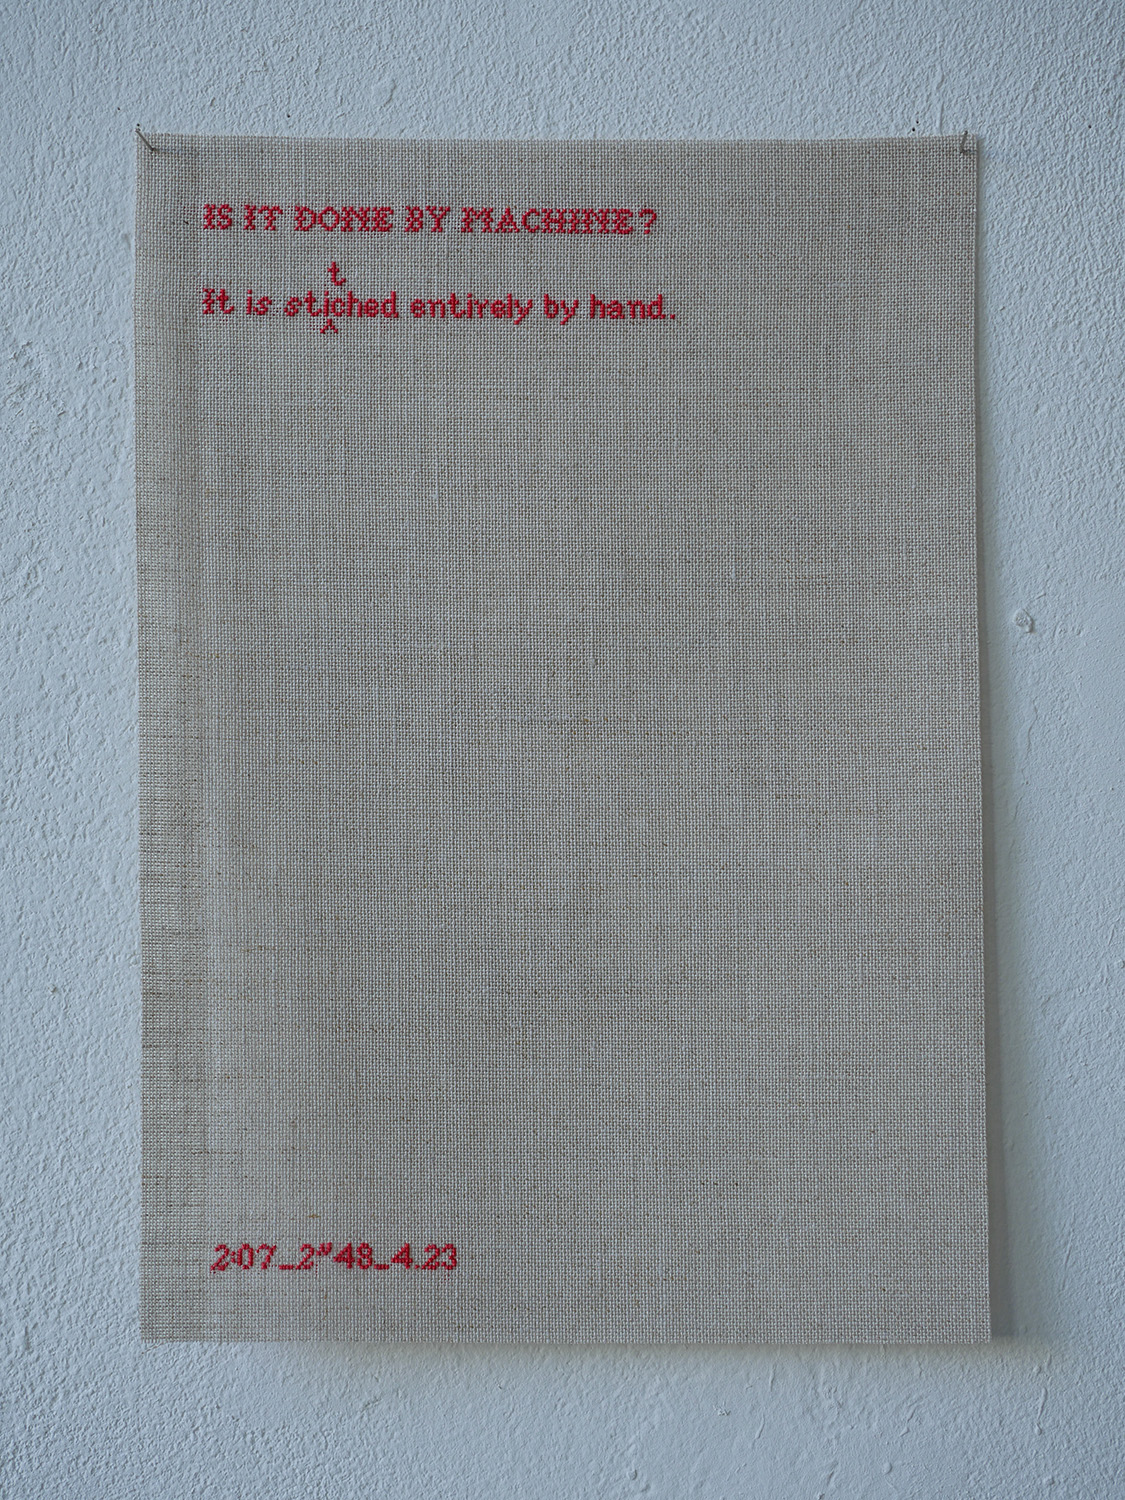 IS IT DONE BY MACHINE?
t
It is stiched entirely by hand.
^
2:07_2"48_4.23